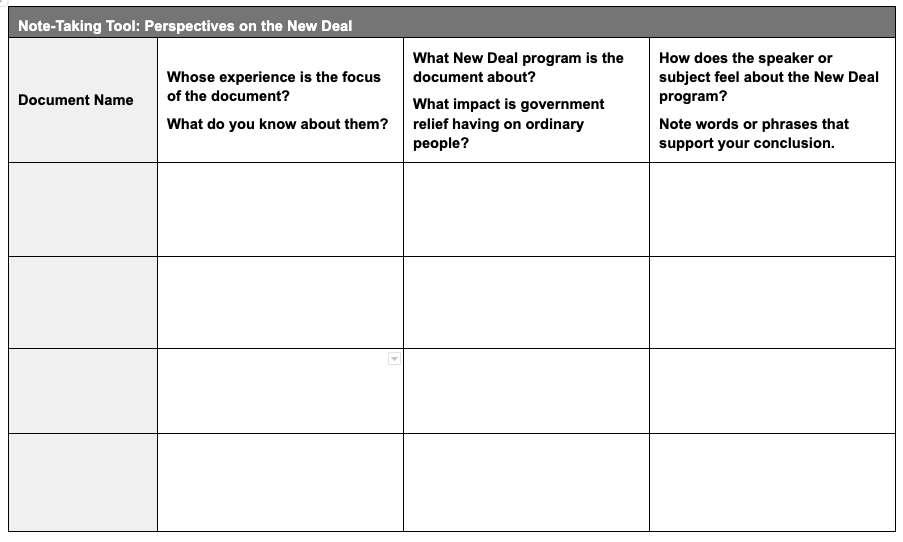 Note-Taking Tool: Perspectives on the New Deal
Document Name
Whose experience is the focus
of the document?
What do you know about them?
What New Deal program is the
document about?
What impact is government
relief having on ordinary
people?
How does the speaker or
subject feel about the New Deal
program?
Note words or phrases that
support your conclusion.